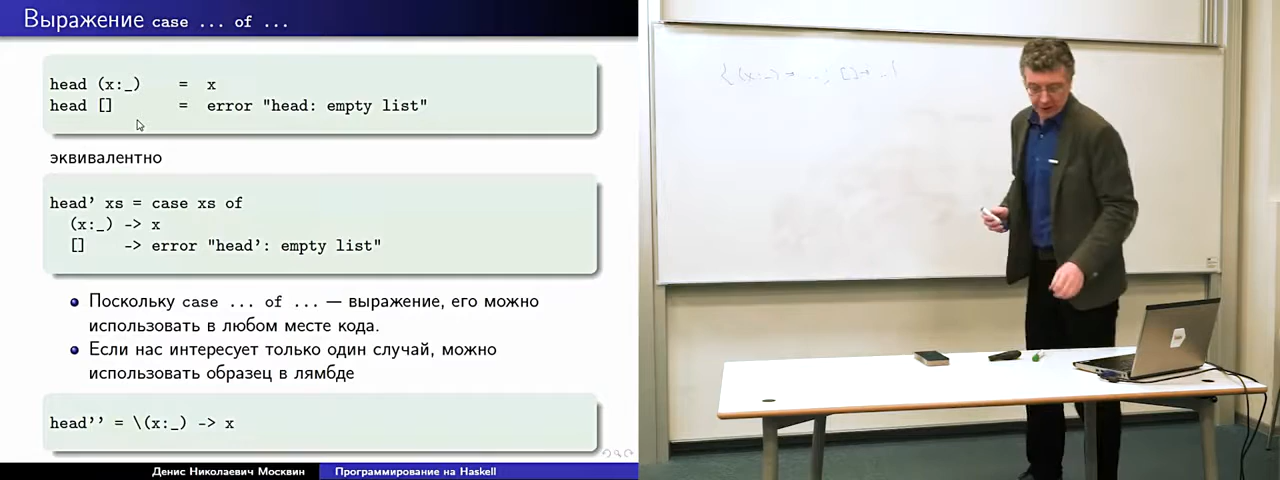 Выражение case ... of ...
head (x:_) = x
head [] = error "head: empty list"
эквивалентно
head' xs = case xs of
(x:_) -> x
[] -> error "head': empty list"
Поскольку case ... of ... — выражение, его можно
использовать в любом месте кода.
Если нас интересует только один случай, можно
использовать образец в лямбде
head'' = \(x:_) -> x
Денис Николаевич Москвин Программирование на Haskell
{ (x:_) → ...; [] → ...}